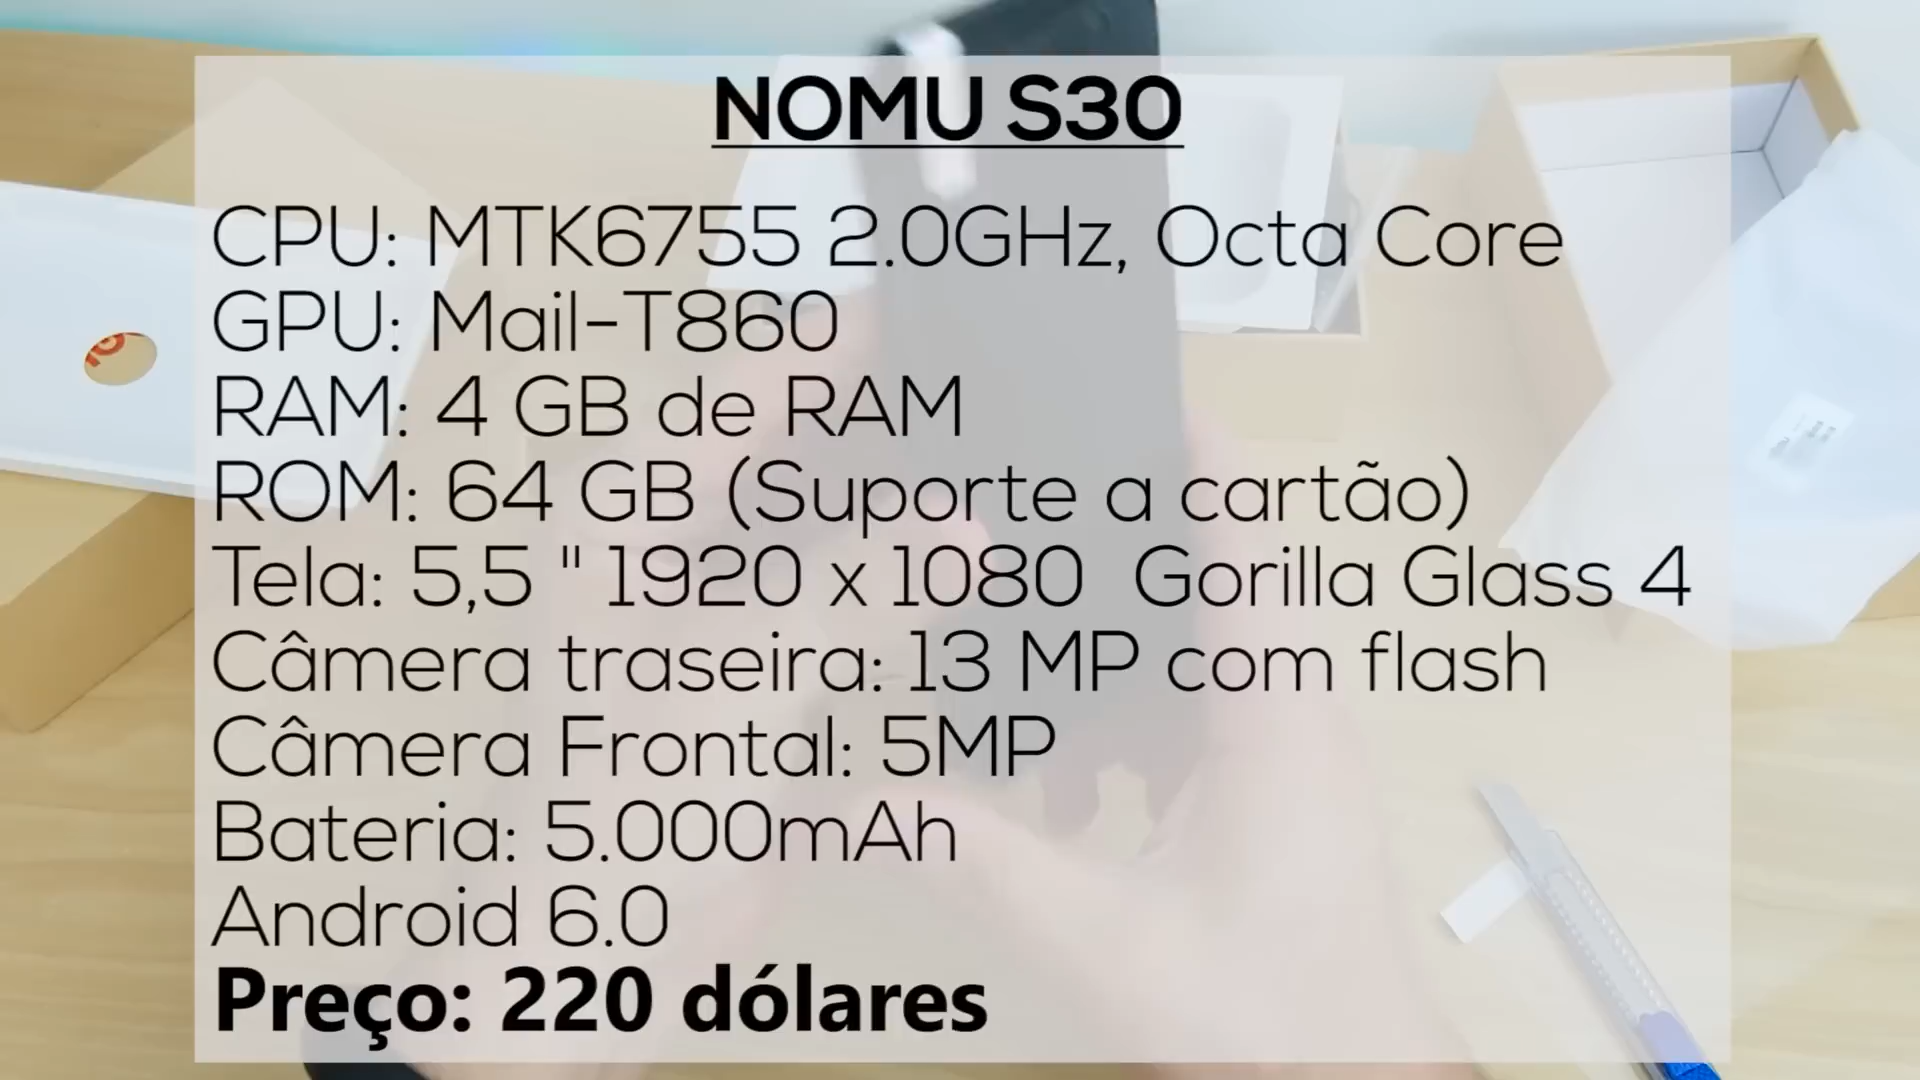 NOMU S30
CPU: MTK6755 2.0GHz, Octa Core
GPU: Mail-T860
RAM: 4 GB de RAM
ROM: 64 GB (Suporte a cartão)
Tela: 5,5 " 1920 x 1080  Gorilla Glass 4
Câmera traseira: 13 MP com flash
Câmera Frontal: 5MP
Bateria: 5.000mAh
Android 6.0
Preço: 220 dólares